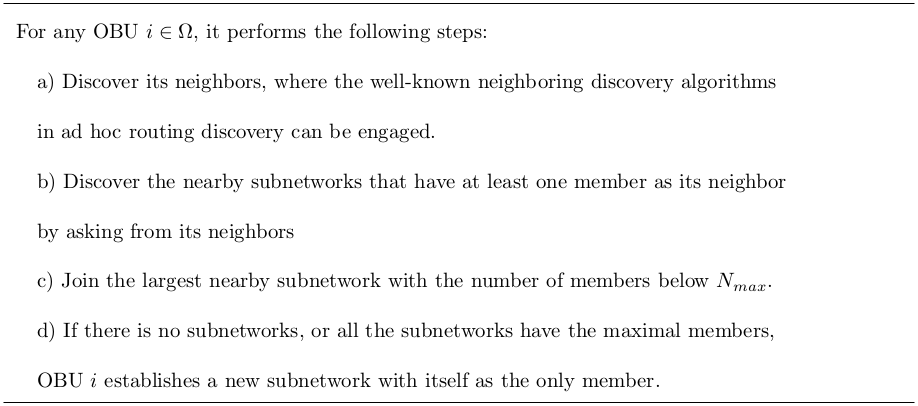 For any OBU i ∈ Ω, it performs the following steps:
a) Discover its neighbors, where the well-known neighboring discovery algorithms
in ad hoc routing discovery can be engaged.
b) Discover the nearby subnetworks that have at least one member as its neighbor
by asking from its neighbors
c) Join the largest nearby subnetwork with the number of members below N_{max}.
d) If there is no subnetworks, or all the subnetworks have the maximal members,
OBU i establishes a new subnetwork with itself as the only member.